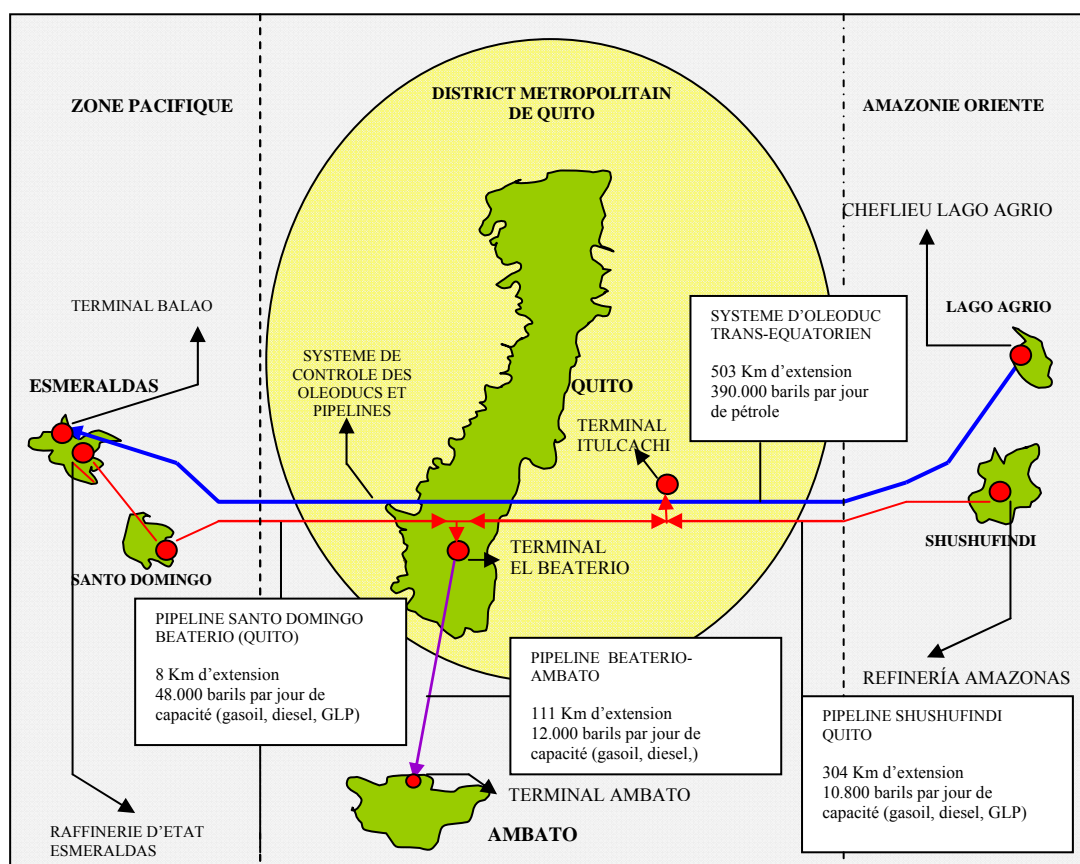 ZONE PACIFIQUE
DISTRICT METROPOLITAIN
DE QUITO
AMAZONIE ORIENTE
CHEFLIEU LAGO AGRIO
TERMINAL BALAO
ESMERALDAS
SYSTEME DE
CONTROLE DES
OLEODUCS ET
PIPELINES
QUITO
TERMINAL
ITULCACHI
SYSTEME D'OLEODUC
TRANS-EQUATORIEN
503 Km d'extension
390.000 barils par jour
de pétrole
LAGO AGRIO
SANTO DOMINGO
TERMINAL
EL BEATERIO
SHUSHUFINDI
PIPELINE SANTO DOMINGO
BEATERIO (QUITO)
8 Km d'extension
48.000 barils par jour de
capacité (gasoil, diesel, GLP)
PIPELINE BEATERIO-
AMBATO
111 Km d'extension
12.000 barils par jour de
capacité (gasoil, diesel,)
REFINERÍA AMAZONAS
PIPELINE SHUSHUFINDI
QUITO
304 Km d'extension
10.800 barils par jour de
capacité (gasoil, diesel, GLP)
TERMINAL AMBATO
AMBATO
RAFFINERIE D'ETAT
ESMERALDAS